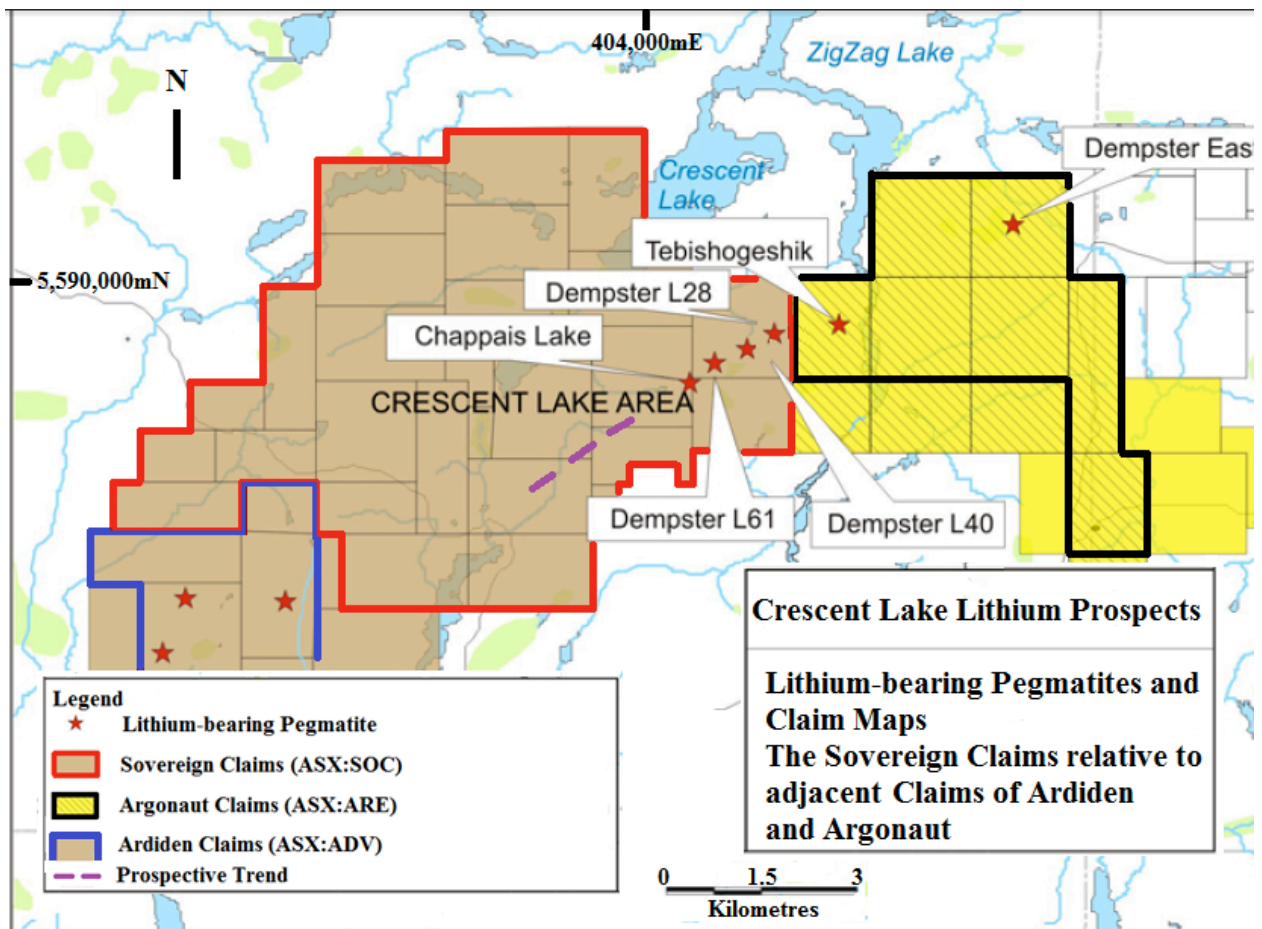 404,000mE
ZigZag Lake
N
Dempster Eas
Crescent
Lake
Tebishogeshik
5,590,000mN
Dempster L28
Chappais Lake
CRESCENT LAKE AREA
Dempster L61
Dempster L40
Crescent Lake Lithium Prospects
Lithium-bearing Pegmatites and
Claim Maps
The Sovereign Claims relative to
adjacent Claims of Ardiden
and Argonaut
Legend
Lithium-bearing Pegmatite
Sovereign Claims (ASX:SOC)
Argonaut Claims (ASX:ARE)
Ardiden Claims (ASX:ADV)
Prospective Trend
0 1.5 3
Kilometres